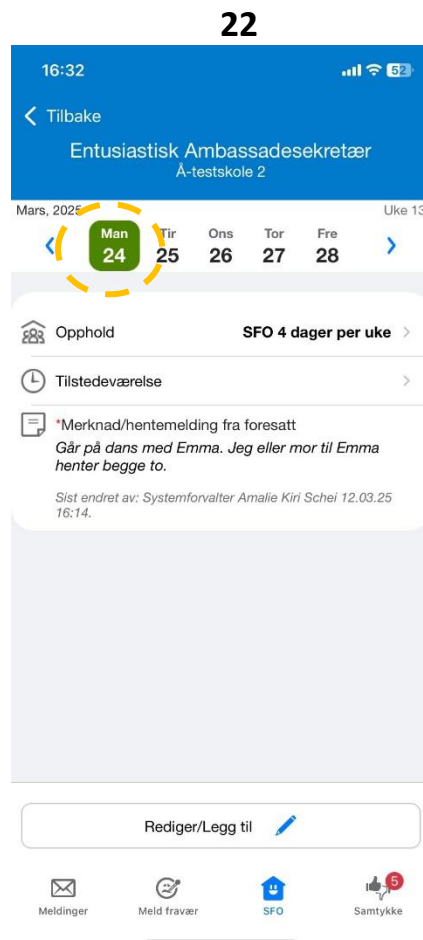 22
16:32
52
Tilbake
Entusiastisk Ambassadesekretær
Å-testskole 2
Mars, 2025 Uke 13
Man Tir Ons Tor Fre
24 25 26 27 28
Opphold SFO 4 dager per uke
Tilstedeværelse
*Merknad/hentemelding fra foresatt
Går på dans med Emma. Jeg eller mor til Emma
henter begge to.
Sist endret av: Systemforvalter Amalie Kiri Schei 12.03.25
16:14.
Rediger/Legg til
5
Meldinger Meld fravær SFO Samtykke